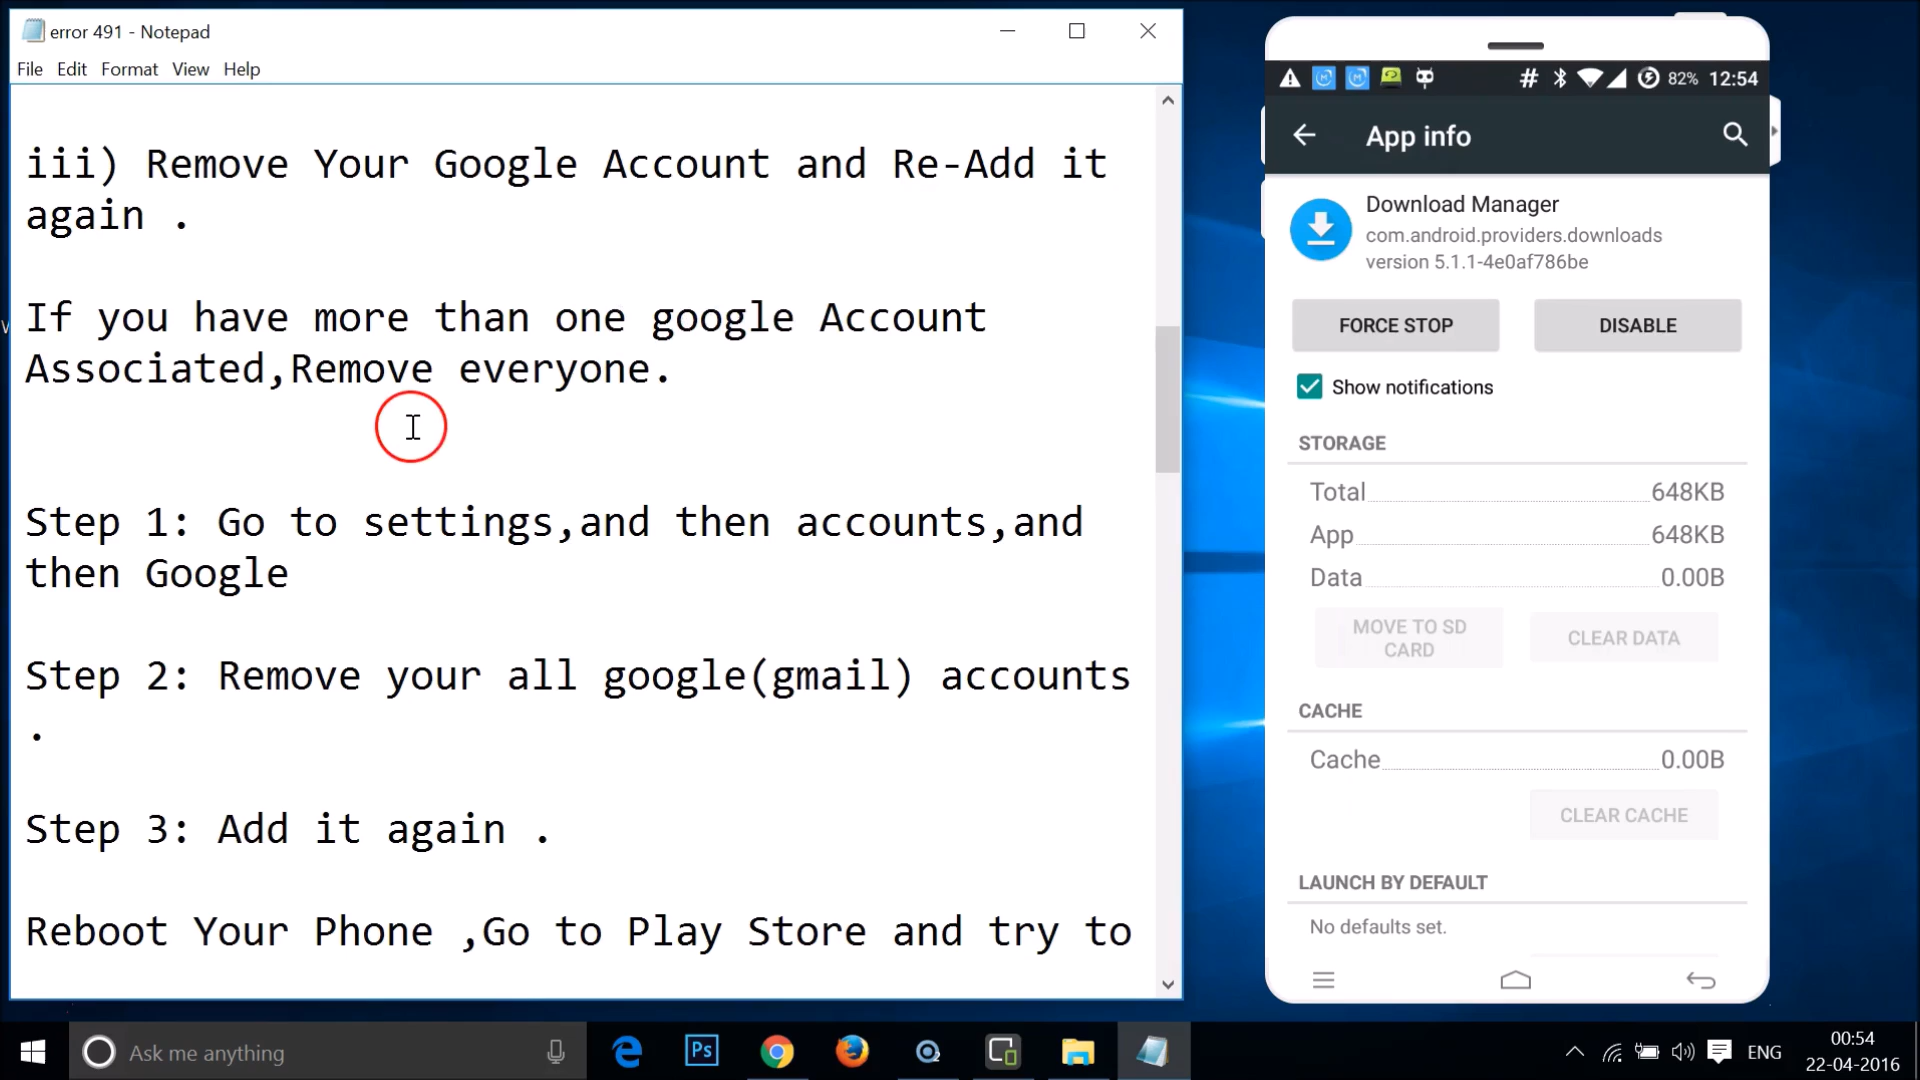 error 491 - Notepad
File Edit Format View Help
iii) Remove Your Google Account and Re-Add it
again .
If you have more than one google Account
Associated,Remove everyone.
Step 1: Go to settings,and then accounts,and
then Google
Step 2: Remove your all google(gmail) accounts
.
Step 3: Add it again .
Reboot Your Phone ,Go to Play Store and try to
82% 12:54
App info
Download Manager
com.android.providers.downloads
version 5.1.1-4e0af786be
FORCE STOP DISABLE
Show notifications
STORAGE
Total 648KB
App 648KB
Data 0.00B
MOVE TO SD
CARD
CLEAR DATA
CACHE
Cache 0.00B
CLEAR CACHE
LAUNCH BY DEFAULT
No defaults set.
Ask me anything
Ps
ENG
00:54
22-04-2016